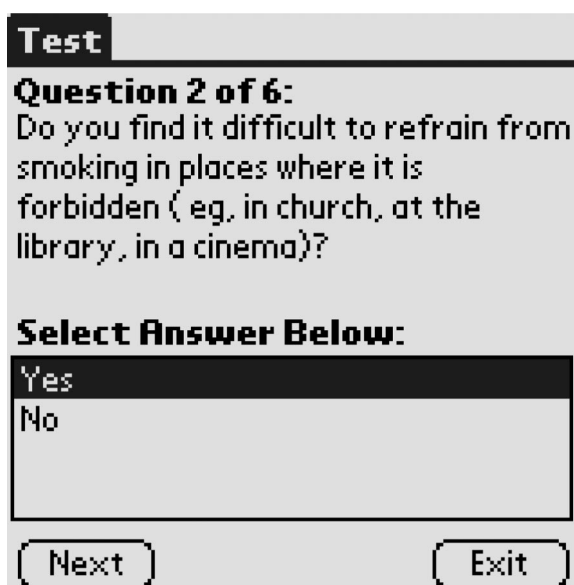 Test
Question 2 of 6:
Do you find it difficult to refrain from
smoking in places where it is
forbidden ( eg, in church, at the
library, in a cinema)?
Select Answer Below:
Yes
No
Next
Exit